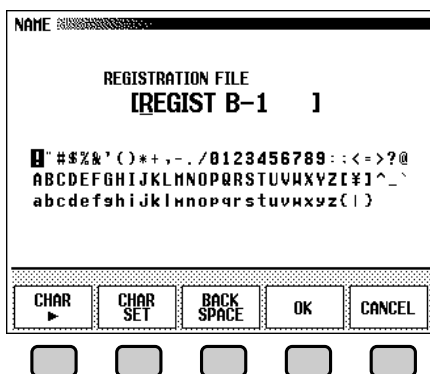 NAME
REGISTRATION FILE
[REGIST B-1 ]
!"#$%&'()*+,-./0123456789:;<=>?@
ABCDEFGHIJKLMNOPQRSTUVWXYZ[¥]^_`
abcdefghijklmnopqrstuvwxyz{|}
CHAR ►
CHAR SET
BACK SPACE
OK
CANCEL